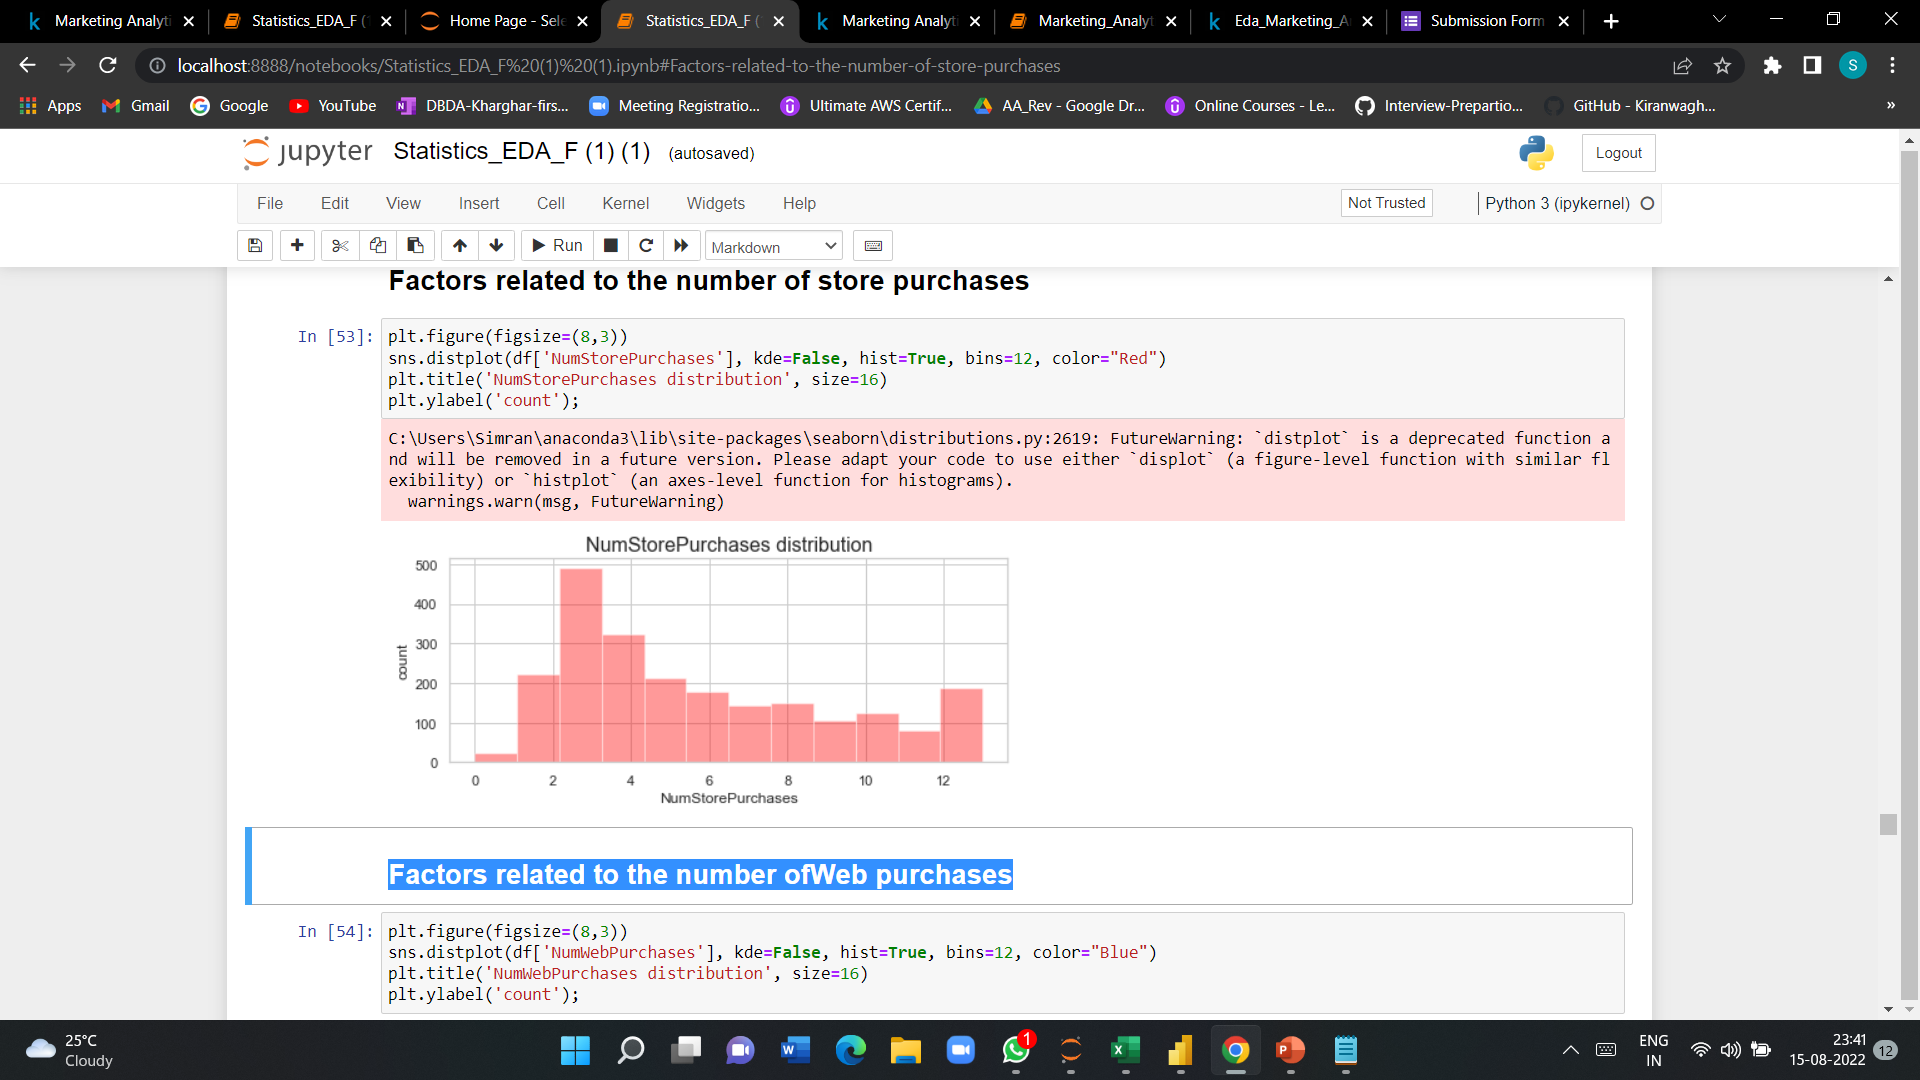 Marketing Analyti
Statistics_EDA_F (
Home Page - Sele
Statistics_EDA_F (
Marketing Analyti
Marketing_Analyt
Eda_Marketing_A
Submission Form
localhost:8888/notebooks/Statistics_EDA_F%20(1)%20(1).ipynb#Factors-related-to-the-number-of-store-purchases
S
Apps
Gmail
Google
YouTube
DBDA-Kharghar-firs...
Meeting Registratio...
Ultimate AWS Certif...
AA_Rev - Google Dr...
Online Courses - Le...
Interview-Prepartio...
GitHub - Kiranwagh...
»
jupyter Statistics_EDA_F (1) (1) (autosaved)
Logout
File Edit View Insert Cell Kernel Widgets Help
Not Trusted
Python 3 (ipykernel)
Run
Markdown
Factors related to the number of store purchases
In [53]:
plt.figure(figsize=(8,3))
sns.distplot(df['NumStorePurchases'], kde=False, hist=True, bins=12, color="Red")
plt.title('NumStorePurchases distribution', size=16)
plt.ylabel('count');
C:\Users\Simran\anaconda3\lib\site-packages\seaborn\distributions.py:2619: FutureWarning: `distplot` is a deprecated function a
nd will be removed in a future version. Please adapt your code to use either `displot` (a figure-level function with similar fl
exibility) or `histplot` (an axes-level function for histograms).
warnings.warn(msg, FutureWarning)
NumStorePurchases distribution
500
400
300
200
100
0
count
0 2 4 6 8 10 12
NumStorePurchases
Factors related to the number ofWeb purchases
In [54]:
plt.figure(figsize=(8,3))
sns.distplot(df['NumWebPurchases'], kde=False, hist=True, bins=12, color="Blue")
plt.title('NumWebPurchases distribution', size=16)
plt.ylabel('count');
25°C
Cloudy
1
ENG
IN
23:41
15-08-2022
12